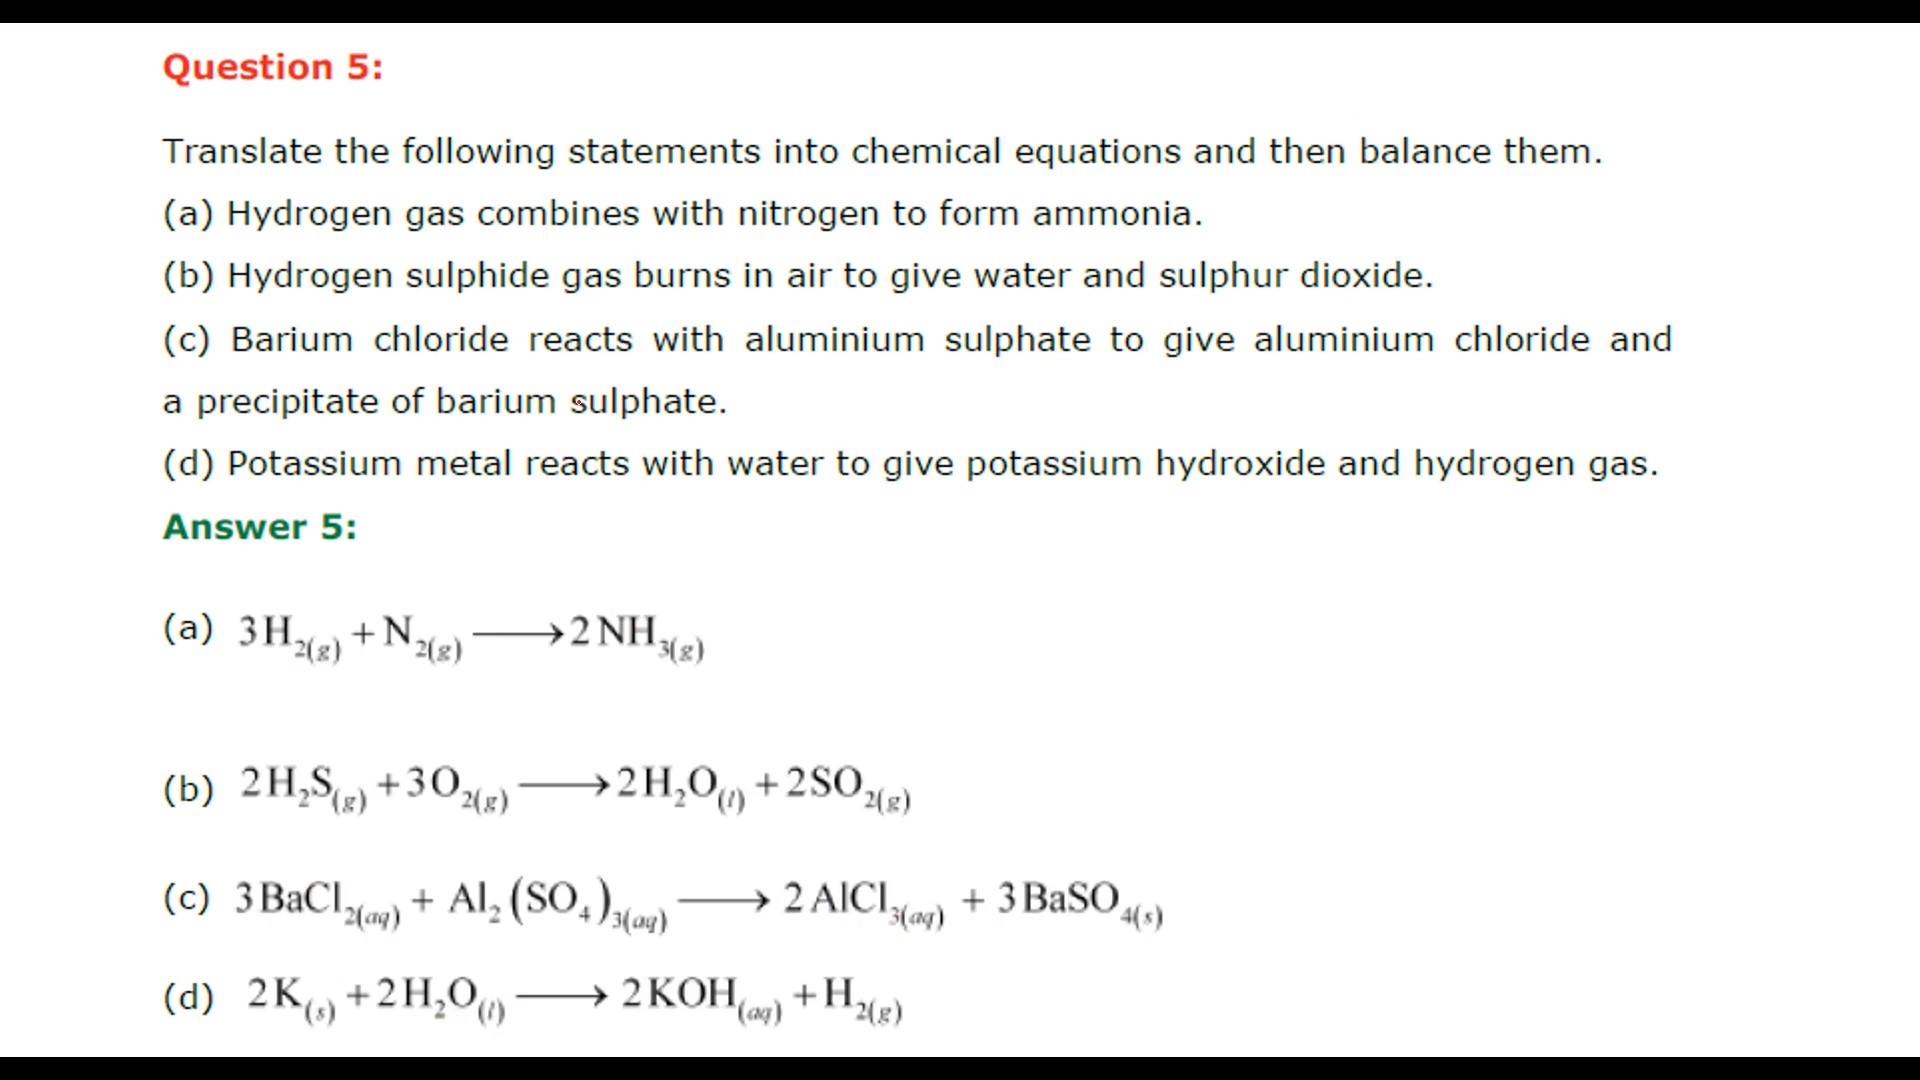 Question 5:
Translate the following statements into chemical equations and then balance them.
(a) Hydrogen gas combines with nitrogen to form ammonia.
(b) Hydrogen sulphide gas burns in air to give water and sulphur dioxide.
(c) Barium chloride reacts with aluminium sulphate to give aluminium chloride and
a precipitate of barium sulphate.
(d) Potassium metal reacts with water to give potassium hydroxide and hydrogen gas.
Answer 5:
(a) 3H₂(g) + N₂(g) ⟶ 2NH₃(g)
(b) 2H₂S(g) + 3O₂(g) ⟶ 2H₂O(l) + 2SO₂(g)
(c) 3BaCl₂(aq) + Al₂(SO₄)₃(aq) ⟶ 2AlCl₃(aq) + 3BaSO₄(s)
(d) 2K(s) + 2H₂O(l) ⟶ 2KOH(aq) + H₂(g)